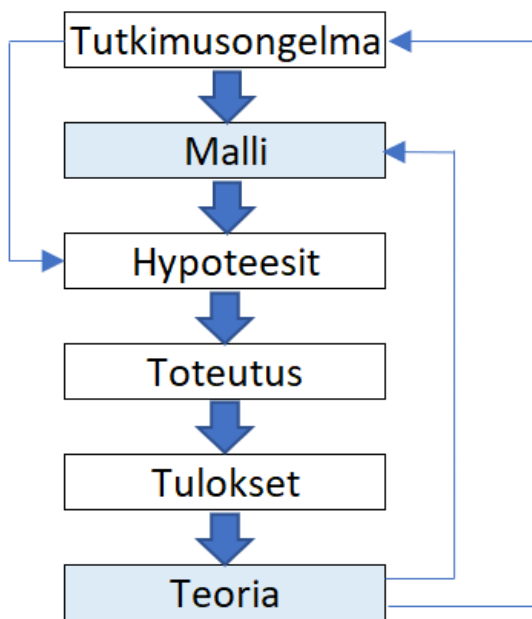 Tutkimusongelma
Malli
Hypoteesit
Toteutus
Tulokset
Teoria